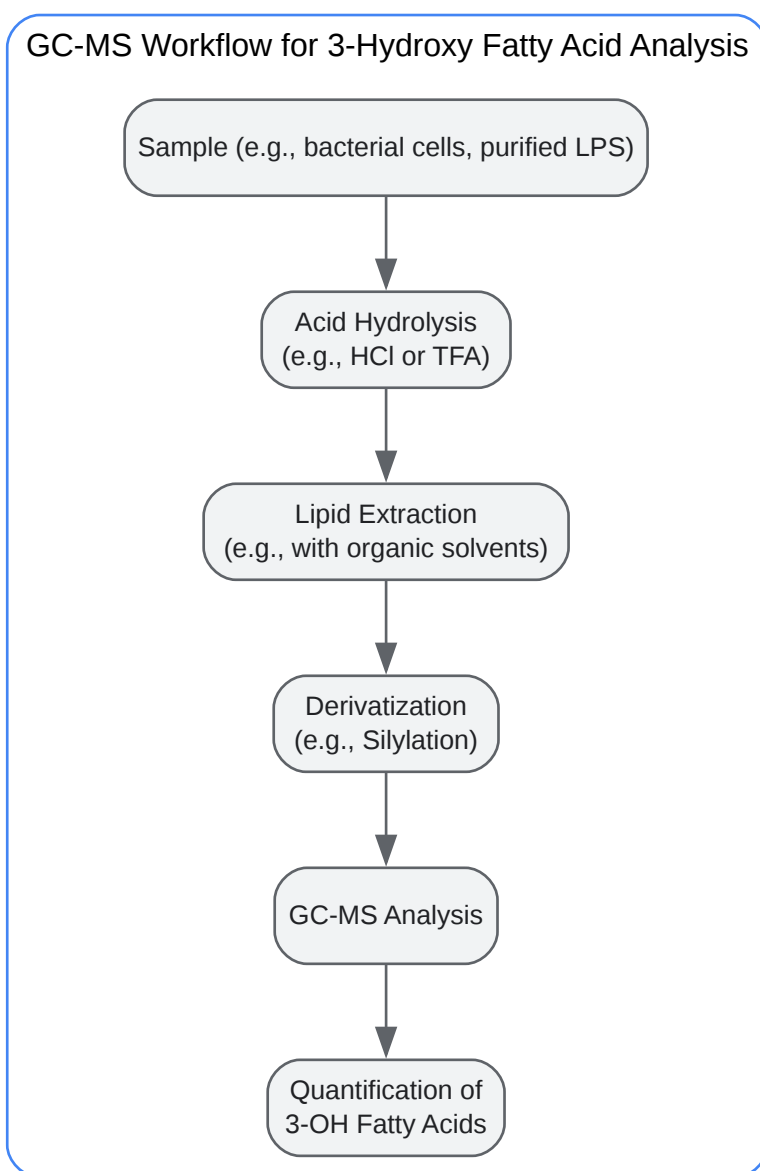 GC-MS Workflow for 3-Hydroxy Fatty Acid Analysis
Sample (e.g., bacterial cells, purified LPS)
Acid Hydrolysis
(e.g., HCl or TFA)
Lipid Extraction
(e.g., with organic solvents)
Derivatization
(e.g., Silylation)
GC-MS Analysis
Quantification of
3-OH Fatty Acids